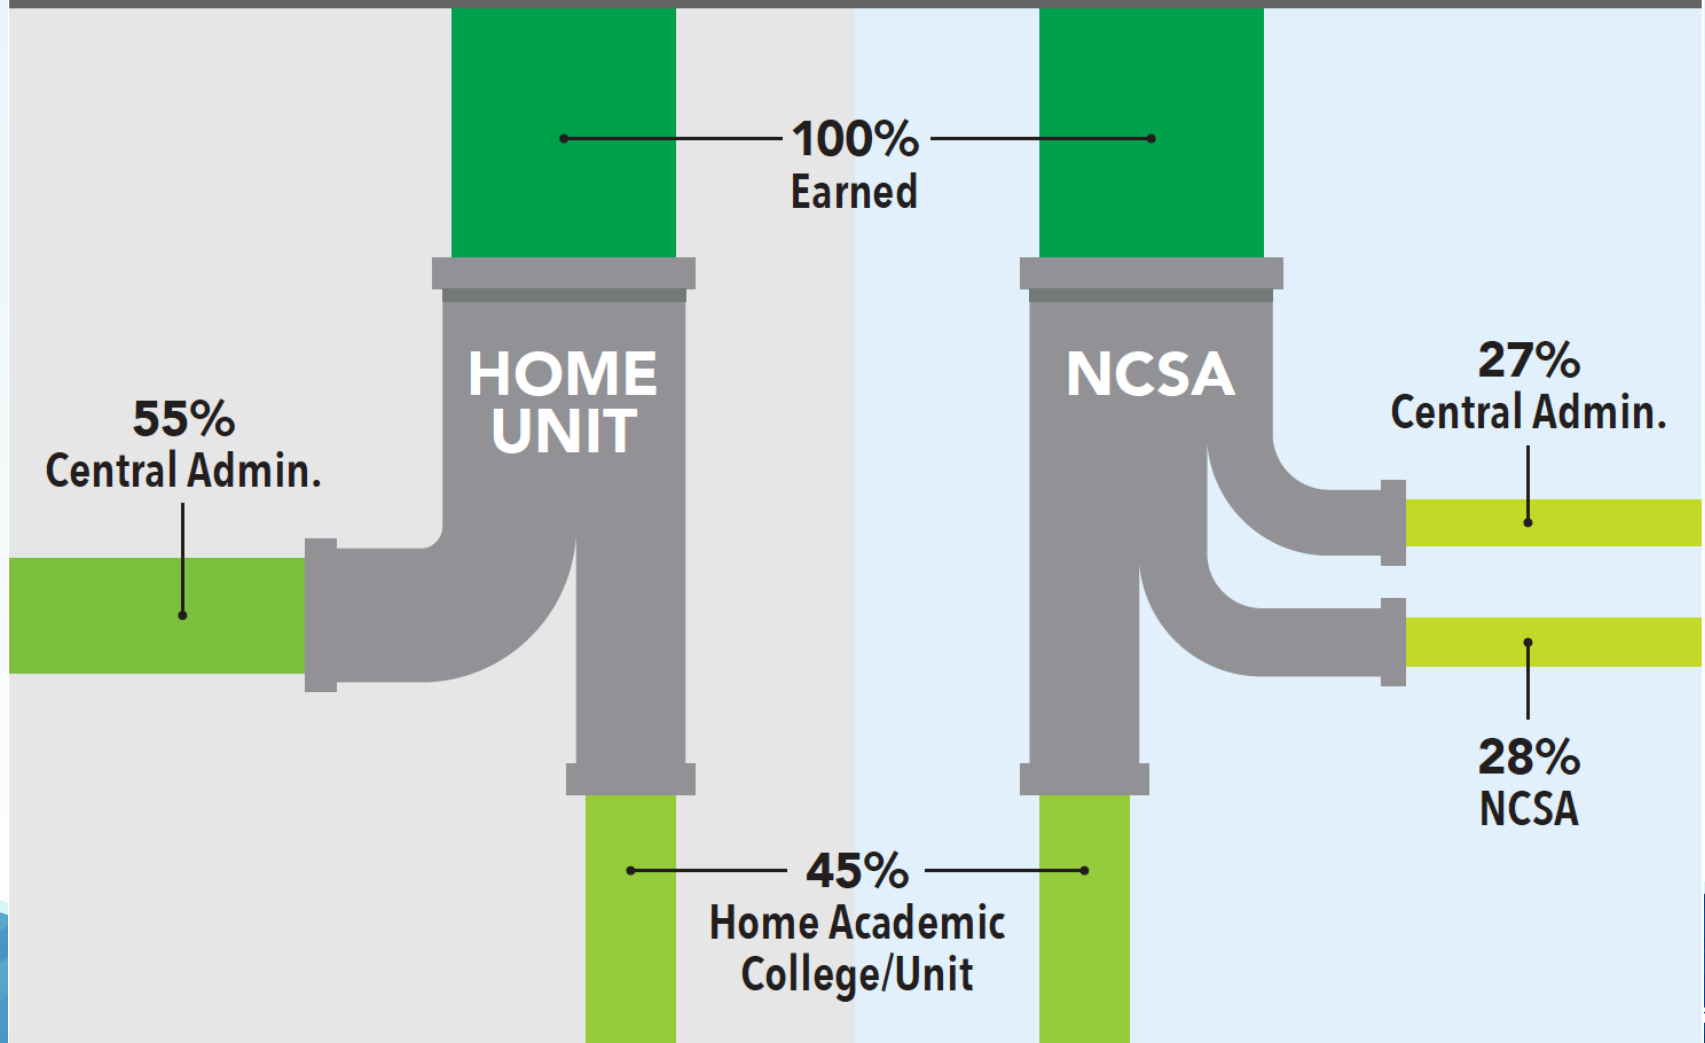 100%
Earned
HOME
UNIT
NCSA
55%
Central Admin.
27%
Central Admin.
28%
NCSA
45%
Home Academic
College/Unit